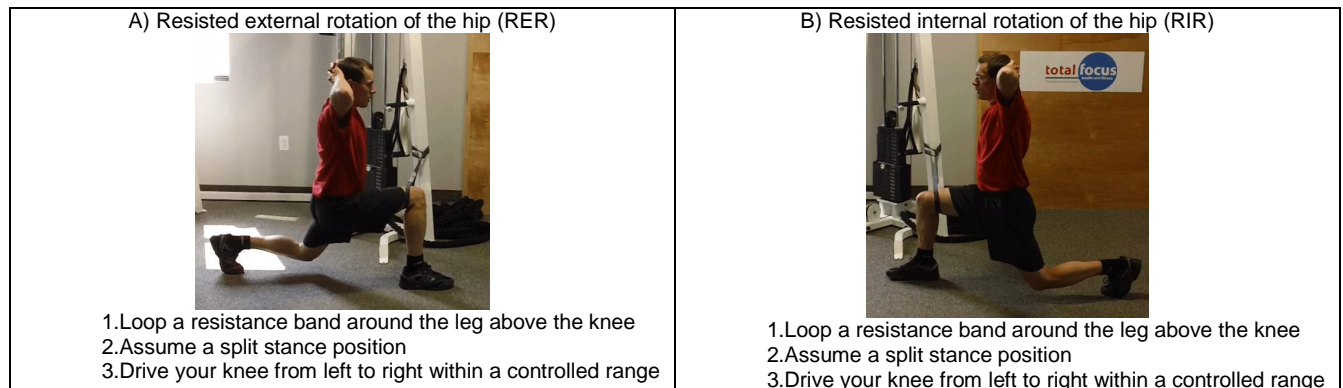 A) Resisted external rotation of the hip (RER)
1.Loop a resistance band around the leg above the knee
2.Assume a split stance position
3.Drive your knee from left to right within a controlled range
B) Resisted internal rotation of the hip (RIR)
total focus
1.Loop a resistance band around the leg above the knee
2.Assume a split stance position
3.Drive your knee from left to right within a controlled range